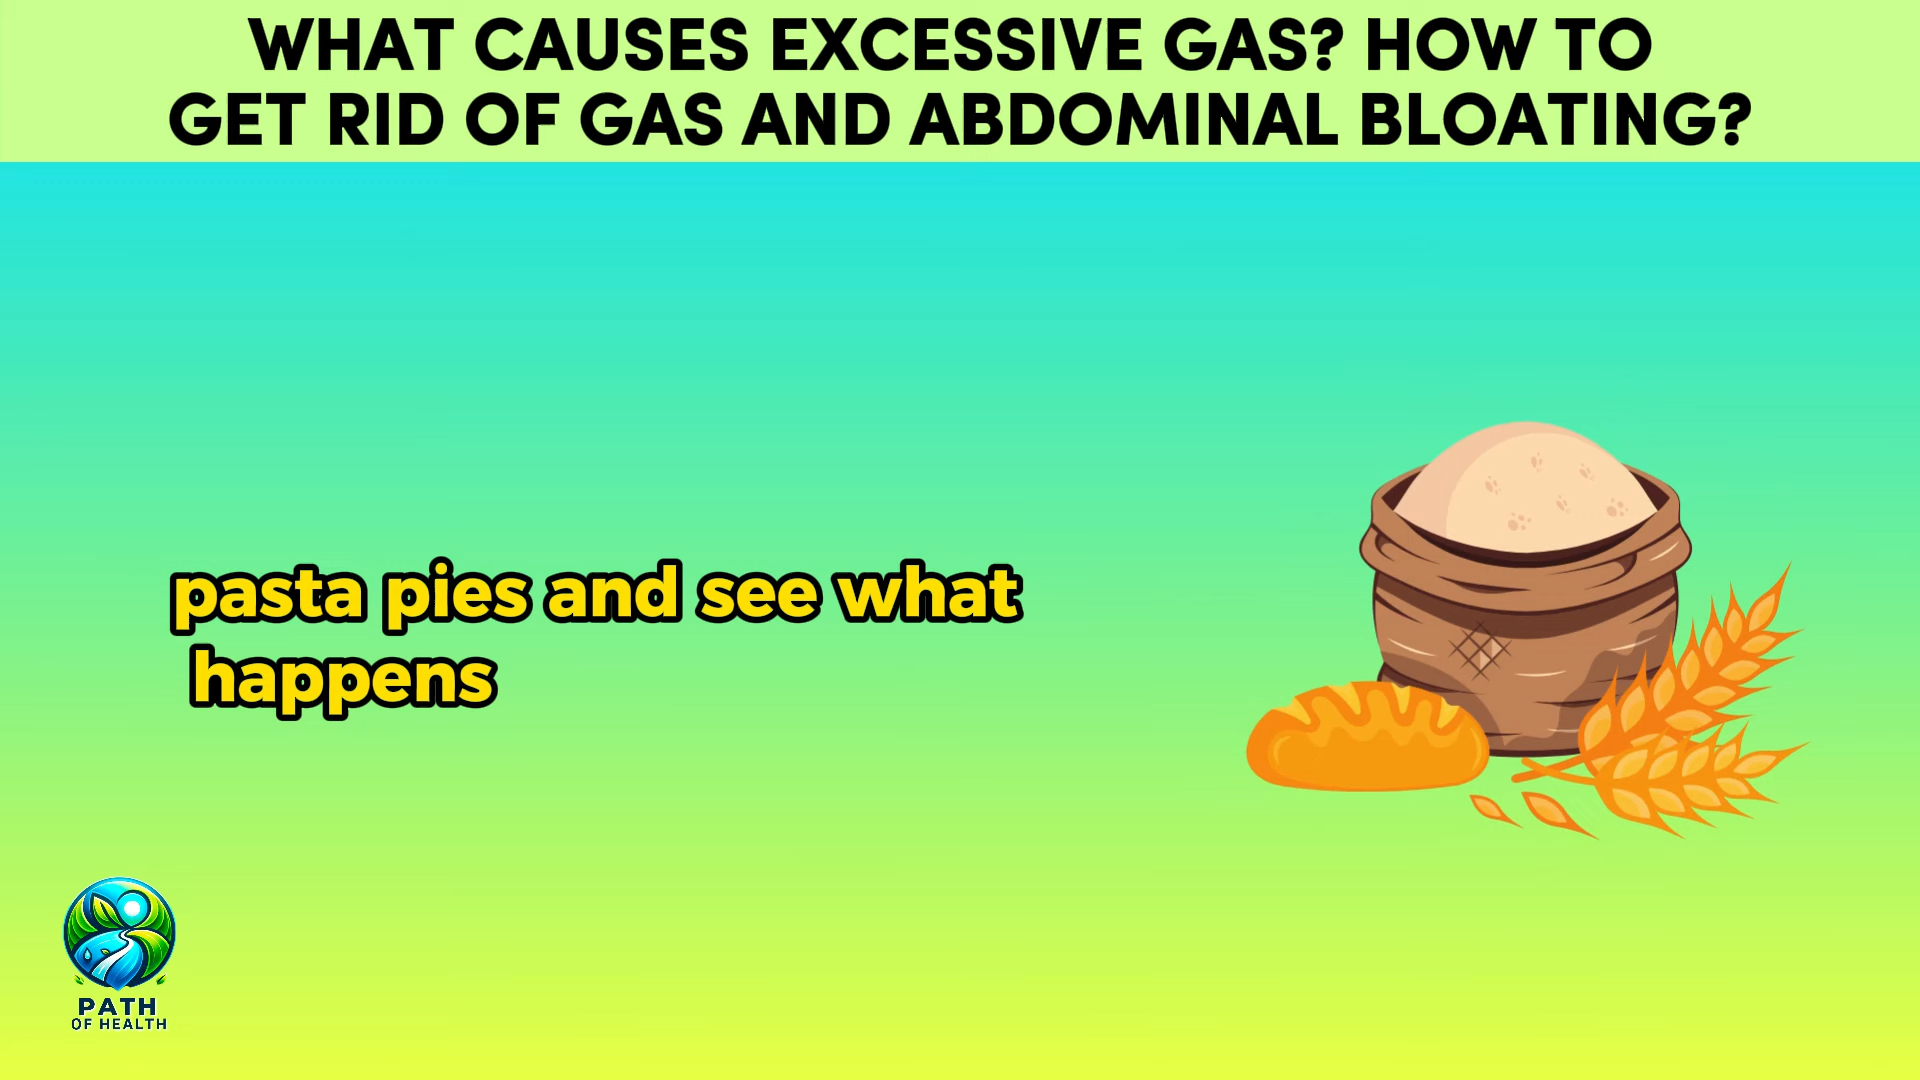 WHAT CAUSES EXCESSIVE GAS? HOW TO
GET RID OF GAS AND ABDOMINAL BLOATING?
pasta pies and see what
happens
PATH
OF HEALTH